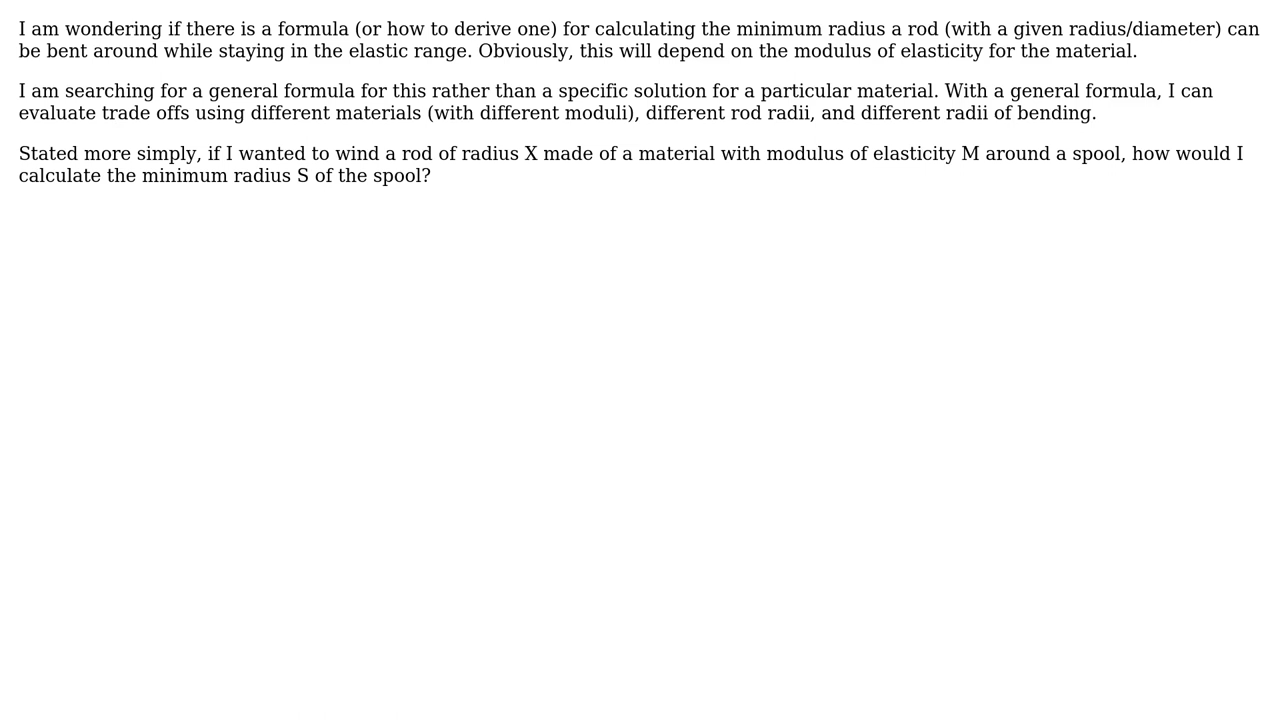 I am wondering if there is a formula (or how to derive one) for calculating the minimum radius a rod (with a given radius/diameter) can
be bent around while staying in the elastic range. Obviously, this will depend on the modulus of elasticity for the material.
I am searching for a general formula for this rather than a specific solution for a particular material. With a general formula, I can
evaluate trade offs using different materials (with different moduli), different rod radii, and different radii of bending.
Stated more simply, if I wanted to wind a rod of radius X made of a material with modulus of elasticity M around a spool, how would I
calculate the minimum radius S of the spool?